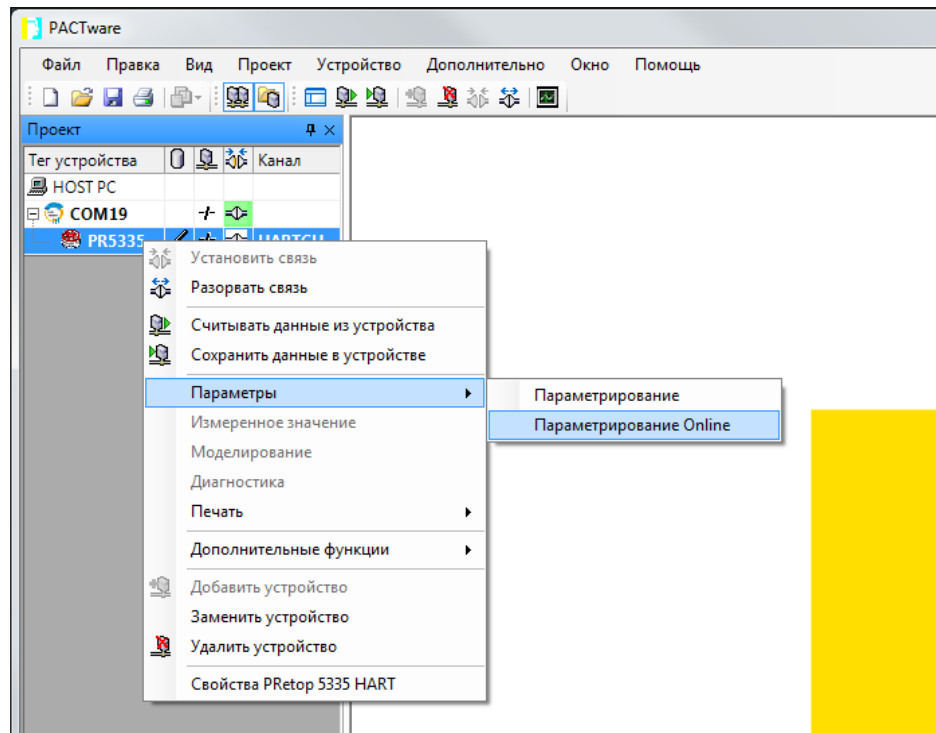 PACTware
Файл Правка Вид Проект Устройство Дополнительно Окно Помощь
Проект
Тег устройства Канал
HOST PC
COM19
PR5335
Установить связь
Разорвать связь
Считывать данные из устройства
Сохранить данные в устройстве
Параметры
Параметрирование
Измеренное значение
Параметрирование Online
Моделирование
Диагностика
Печать
Дополнительные функции
Добавить устройство
Заменить устройство
Удалить устройство
Свойства PRetop 5335 HART